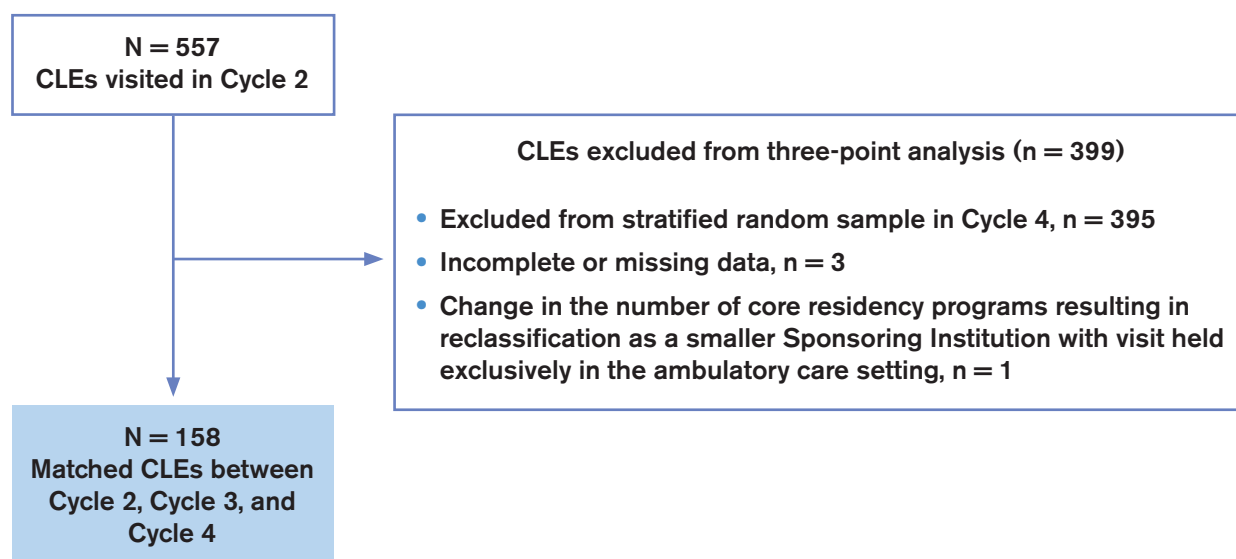 N = 557
CLEs visited in Cycle 2
CLEs excluded from three-point analysis (n = 399)
• Excluded from stratified random sample in Cycle 4, n = 395
• Incomplete or missing data, n = 3
• Change in the number of core residency programs resulting in
reclassification as a smaller Sponsoring Institution with visit held
exclusively in the ambulatory care setting, n = 1
N = 158
Matched CLEs between
Cycle 2, Cycle 3, and
Cycle 4